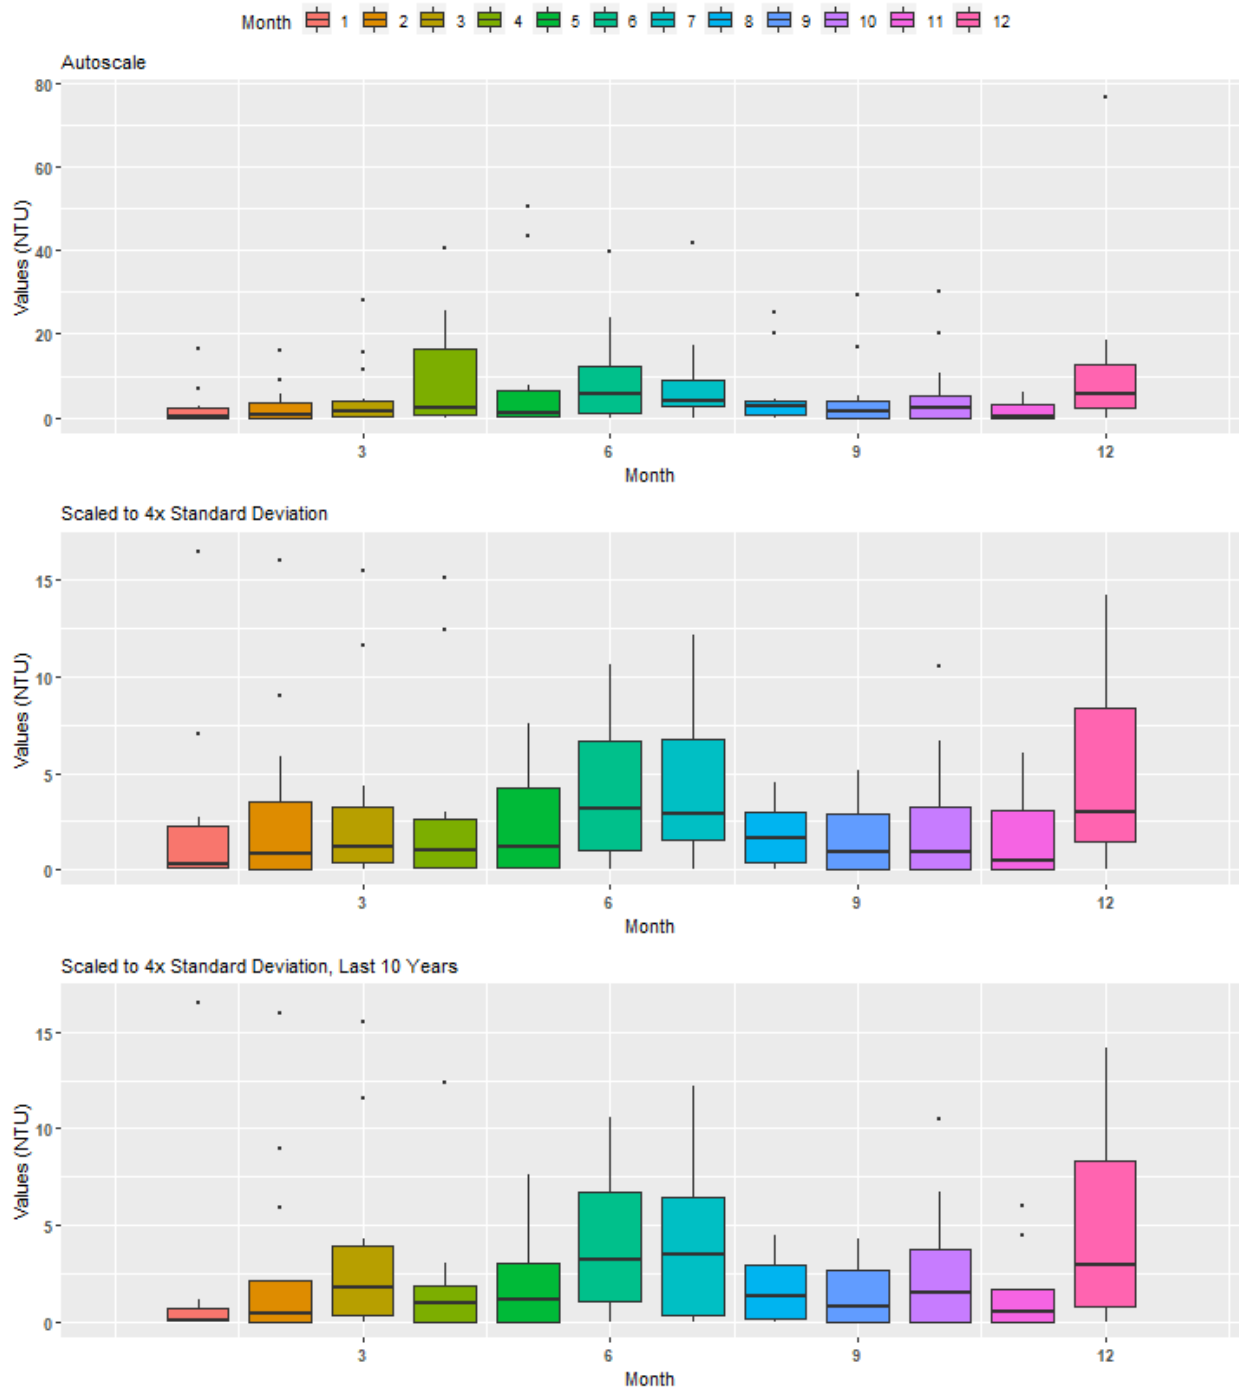 Month 1 2 3 4 5 6 7 8 9 10 11 12
Autoscale
80
60
40
20
0
Values (NTU)
3 6 9 12
Month
Scaled to 4x Standard Deviation
15
10
5
0
Values (NTU)
3 6 9 12
Month
Scaled to 4x Standard Deviation, Last 10 Years
15
10
5
0
Values (NTU)
3 6 9 12
Month